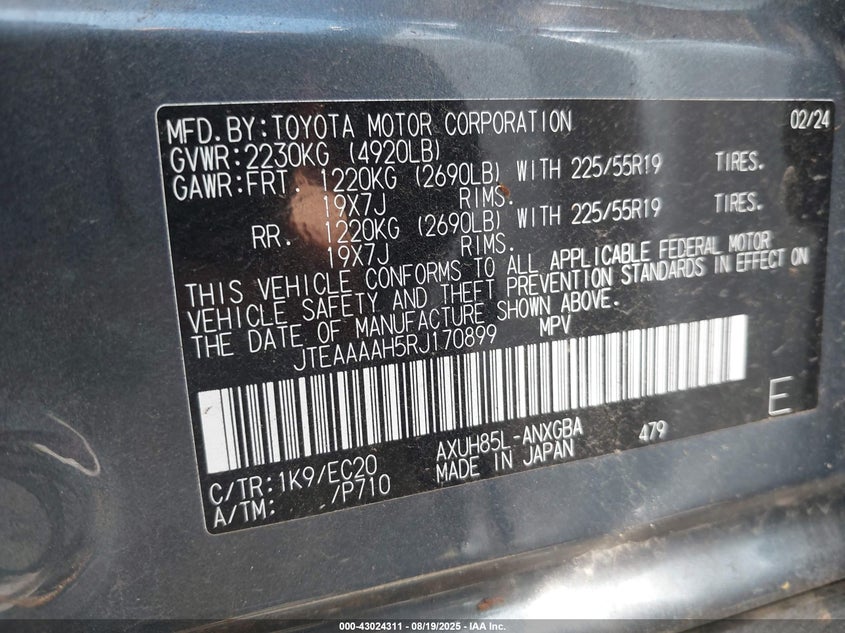 MFD.BY:TOYOTA MOTOR CORPORATION 02/24
GVWR:2230KG (4920LB)
GAWR:FRT. 1220KG (2690LB) WITH 225/55R19 TIRES.
19X7J RIMS.
RR. 1220KG (2690LB) WITH 225/55R19 TIRES.
19X7J RIMS.
THIS VEHICLE CONFORMS TO ALL APPLICABLE FEDERAL MOTOR
VEHICLE SAFETY AND THEFT PREVENTION STANDARDS IN EFFECT ON
THE DATE OF MANUFACTURE SHOWN ABOVE.
JTEAAAAH5RJ170899 MPV
E
C/TR:1K9/EC20 AXUH85L-ANXGBA 479
A/TM: /P710 MADE IN JAPAN
000-43024311 - 08/19/2025 - IAA Inc.